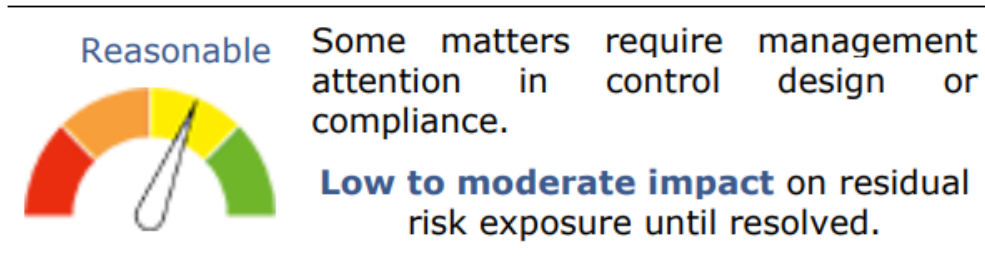 Reasonable
Some matters require management
attention in control design or
compliance.
Low to moderate impact on residual
risk exposure until resolved.